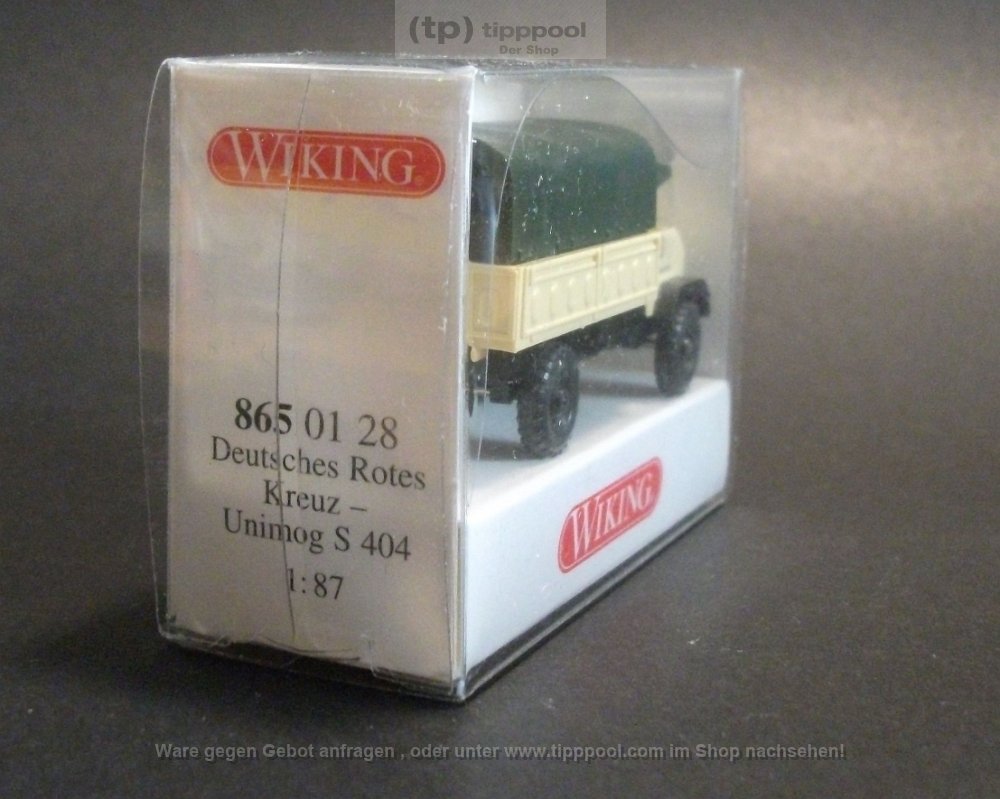 (tp) tipppool
Der Shop
WIKING
865 01 28
Deutsches Rotes
Kreuz –
Unimog S 404
1:87
WIKING
Ware gegen Gebot anfragen , oder unter www.tipppool.com im Shop nachsehen!